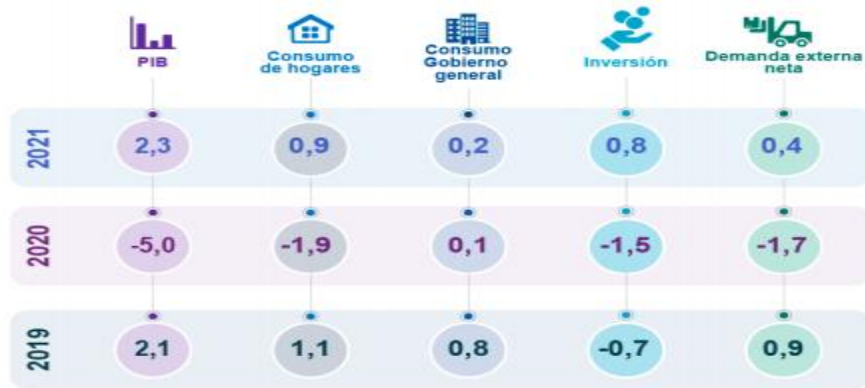 PIB
Consumo
de hogares
Consumo
Gobierno
general
Inversión
Demanda externa
neta
2021
2,3
0,9
0,2
0,8
0,4
2020
-5,0
-1,9
0,1
-1,5
-1,7
2019
2,1
1,1
0,8
-0,7
0,9